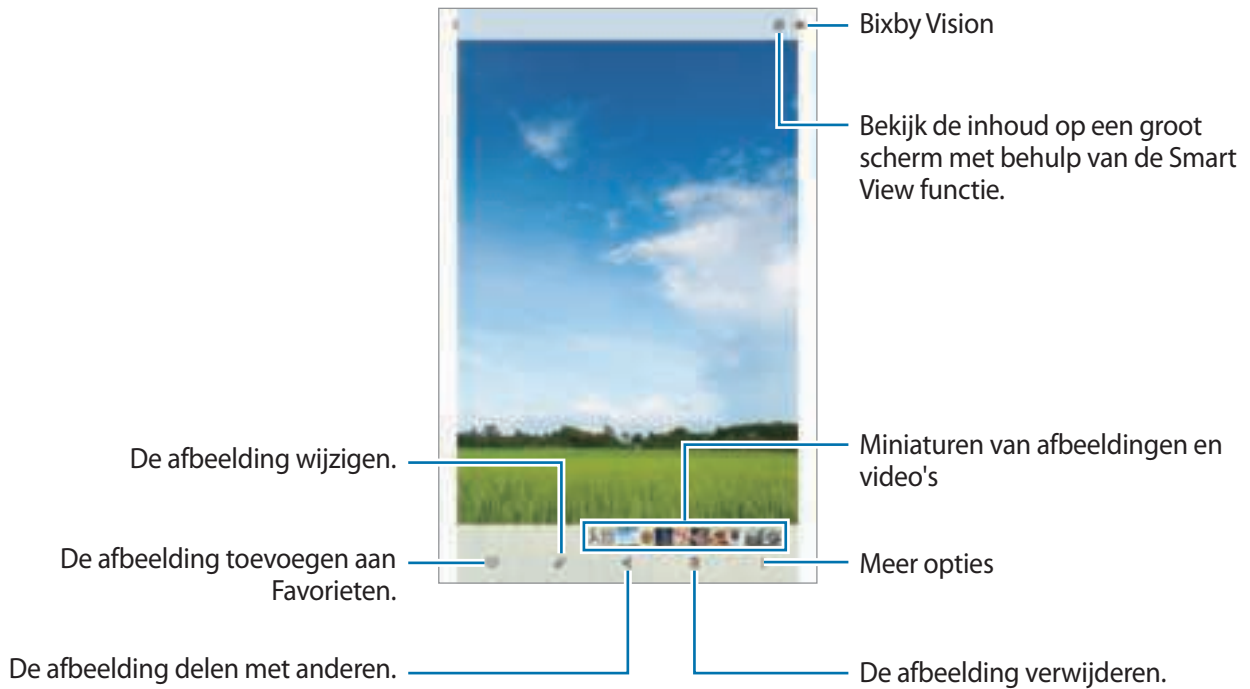 Bixby Vision
Bekijk de inhoud op een groot
scherm met behulp van de Smart
View functie.
De afbeelding wijzigen.
Miniaturen van afbeeldingen en
video's
De afbeelding toevoegen aan
Favorieten.
Meer opties
De afbeelding delen met anderen.
De afbeelding verwijderen.